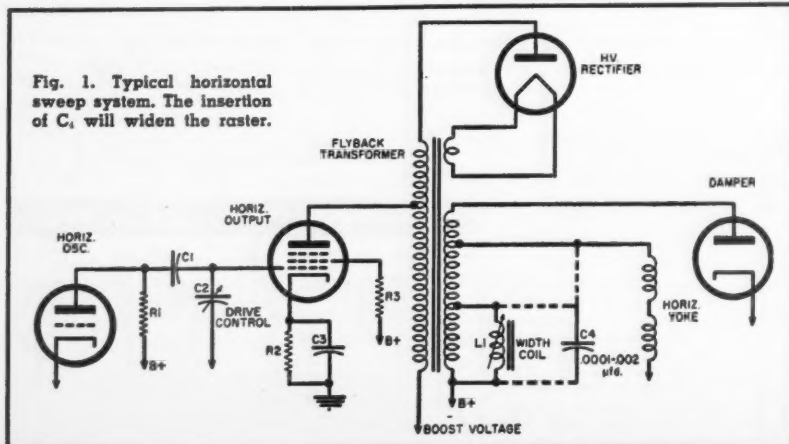 Fig. 1. Typical horizontal
sweep system. The insertion
of C₄ will widen the raster.
HV
RECTIFIER
FLYBACK
TRANSFORMER
DAMPER
HORIZ.
OUTPUT
HORIZ.
OSC.
C1
C2
DRIVE
CONTROL
R1
B+
R2
C3
R3
B+
L1
WIDTH
COIL
C4
.0001-.002
μfd.
HORIZ.
YOKE
B+
BOOST VOLTAGE